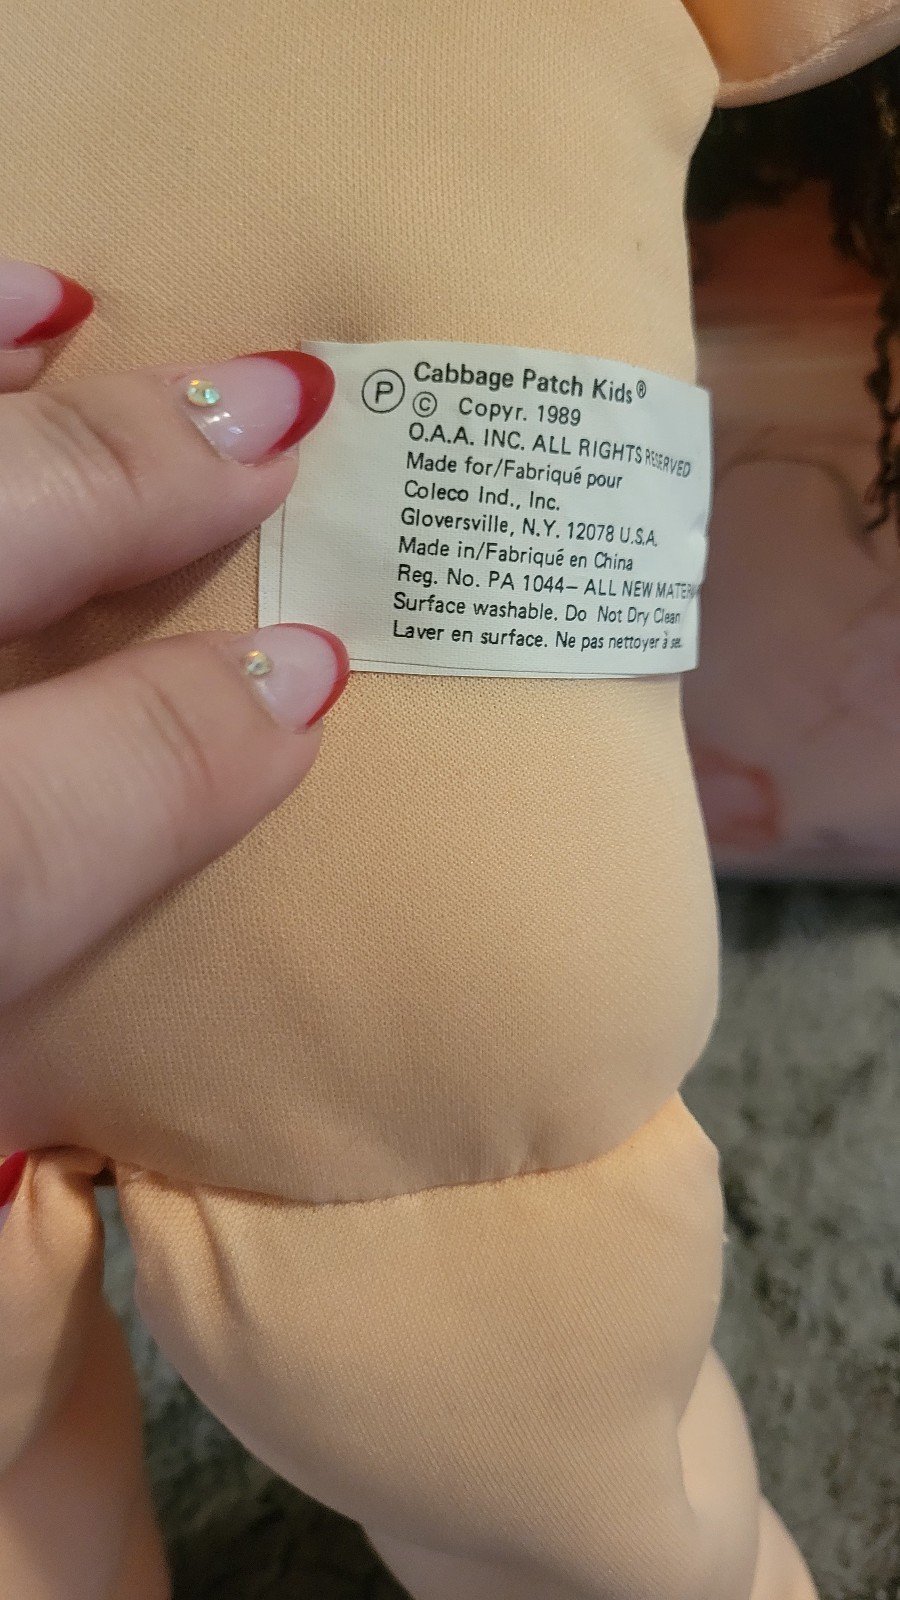 Ⓟ Cabbage Patch Kids®
© Copyr. 1989
O.A.A. INC. ALL RIGHTS RESERVED
Made for/Fabriqué pour
Coleco Ind., Inc.
Gloversville, N.Y. 12078 U.S.A.
Made in/Fabriqué en China
Reg. No. PA 1044– ALL NEW
Surface washable. Do Not Dry Clean
Laver en surface. Ne pas nettoyer à